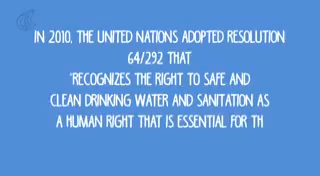 IN 2010, THE UNITED NATIONS ADOPTED RESOLUTION
64/292 THAT
"RECOGNIZES THE RIGHT TO SAFE AND
CLEAN DRINKING WATER AND SANITATION AS
A HUMAN RIGHT THAT IS ESSENTIAL FOR TH